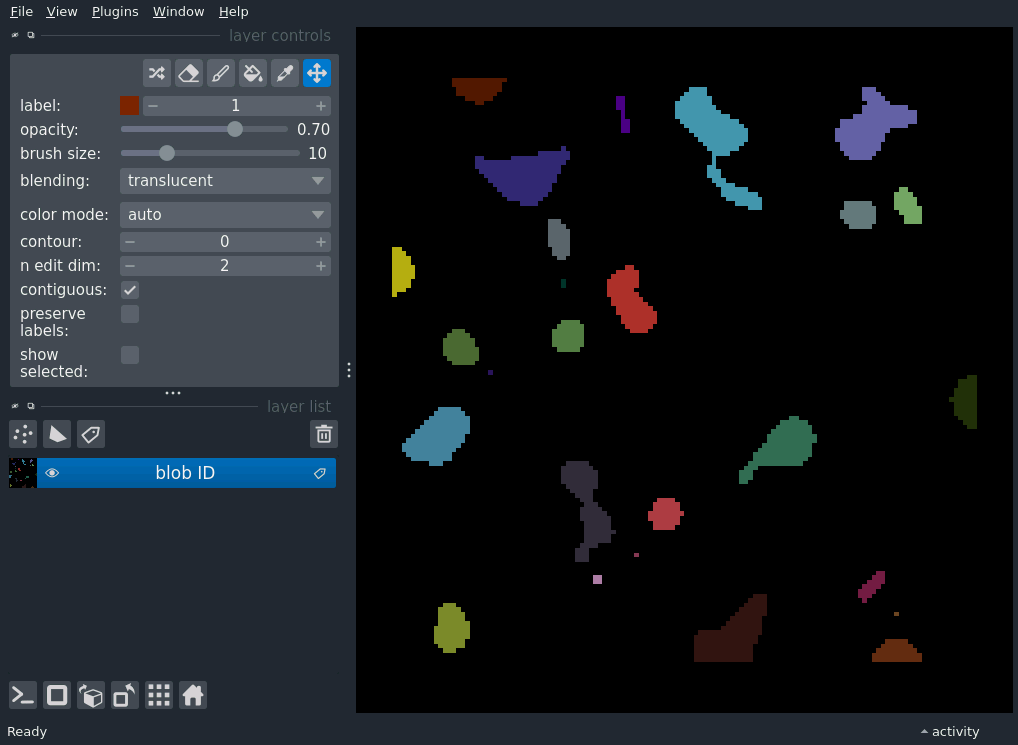 File View Plugins Window Help
layer controls
label: 1
opacity: 0.70
brush size: 10
blending: translucent
color mode: auto
contour: 0
n edit dim: 2
contiguous:
preserve
labels:
show
selected:
layer list
blob ID
Ready activity